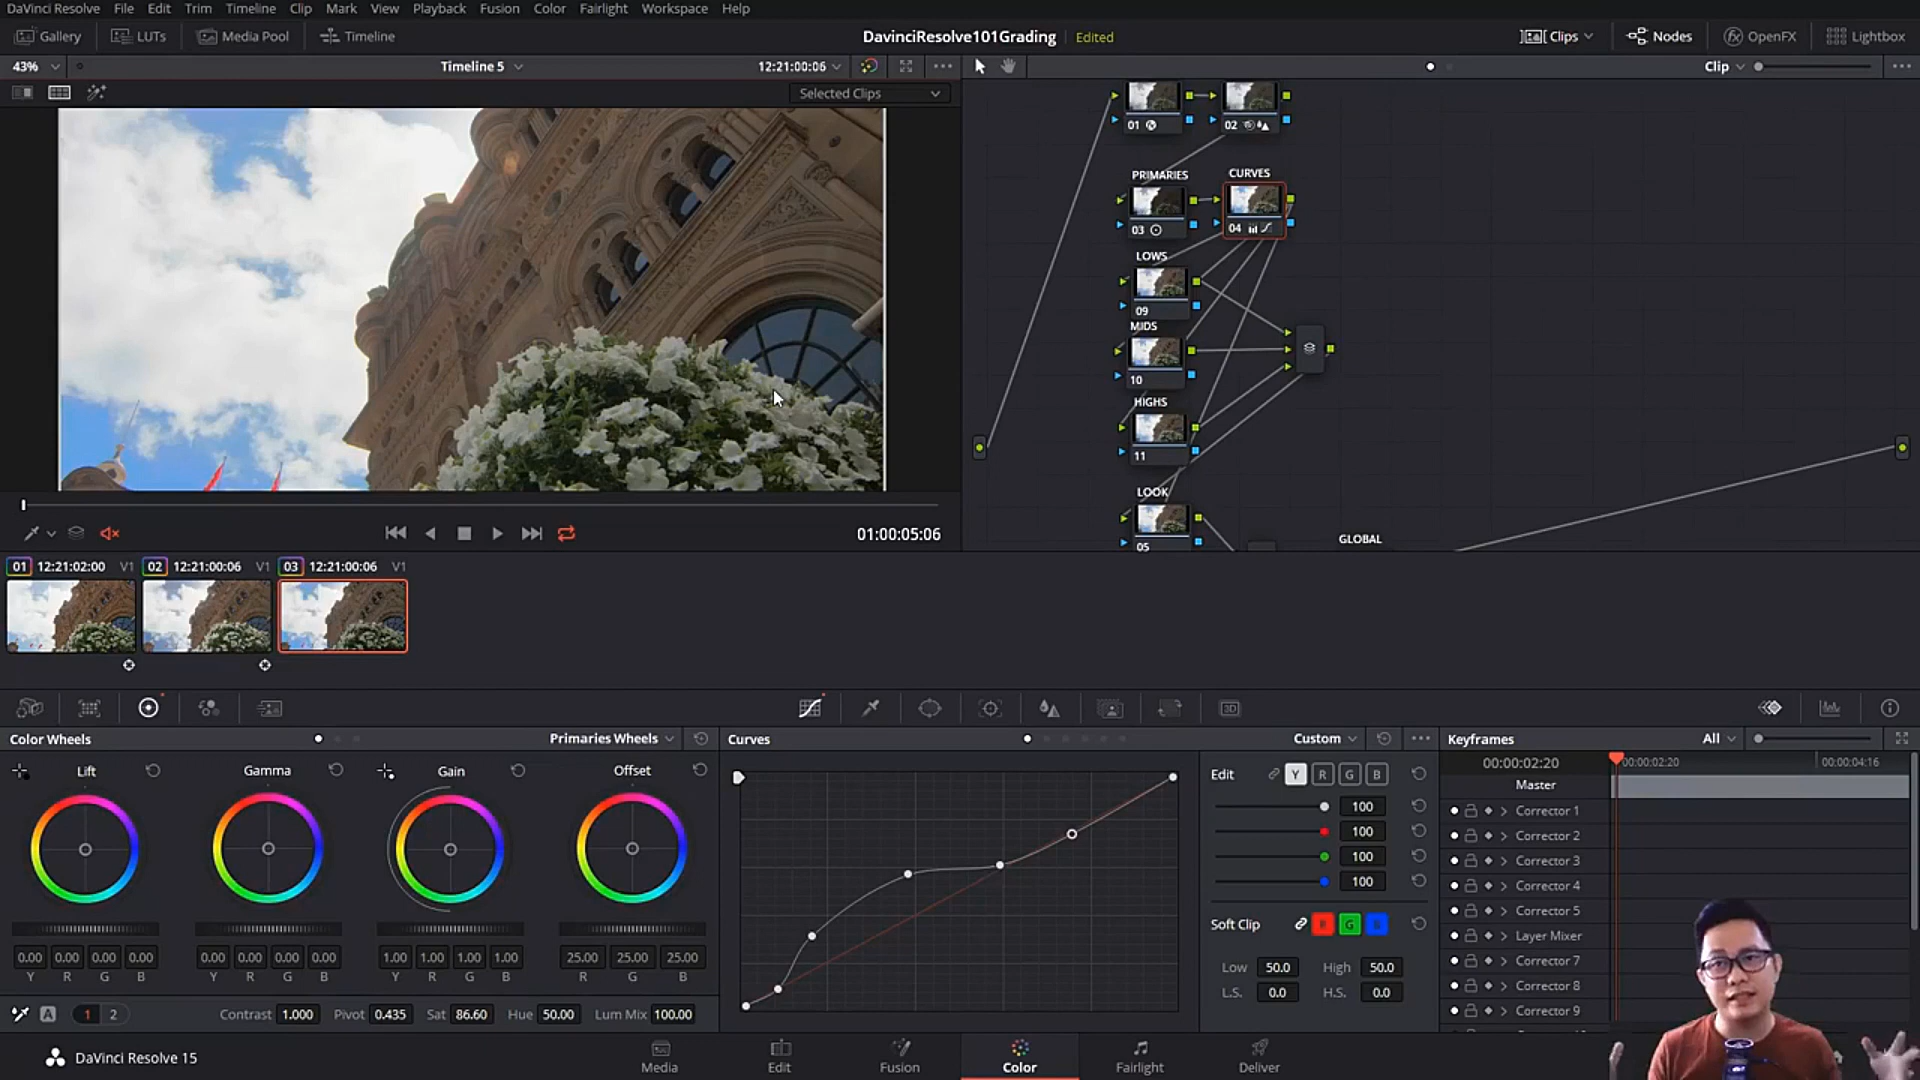 DaVinci Resolve File Edit Trim Timeline Clip Mark View Playback Fusion Color Fairlight Workspace Help
Gallery LUTs Media Pool Timeline DavinciResolve101Grading Edited Clips Nodes OpenFX Lightbox
43% Timeline 5 12:21:00:06 Clip
Selected Clips
01 02
PRIMARIES CURVES
03 04
LOWS
09
MIDS
10
HIGHS
11
LOOK
05
GLOBAL
01:00:05:06
01 12:21:02:00 V1 02 12:21:00:06 V1 03 12:21:00:06 V1
3D
Color Wheels Primaries Wheels Curves Custom Keyframes All
00:00:02:20 00:00:02:20 00:00:04:16
Lift Gamma Gain Offset Edit Y R G B
Master
100
Corrector 1
100
Corrector 2
100
Corrector 3
100
Corrector 4
Corrector 5
Soft Clip R G B
Layer Mixer
0.00 0.00 0.00 0.00 0.00 0.00 0.00 0.00 1.00 1.00 1.00 1.00 25.00 25.00 25.00
Y R G B Y R G B Y R G B R G B
Low 50.0 High 50.0
Corrector 7
L.S. 0.0 H.S. 0.0
Corrector 8
Corrector 9
A 1 2 Contrast 1.000 Pivot 0.435 Sat 86.60 Hue 50.00 Lum Mix 100.00
DaVinci Resolve 15 Media Edit Fusion Color Fairlight Deliver